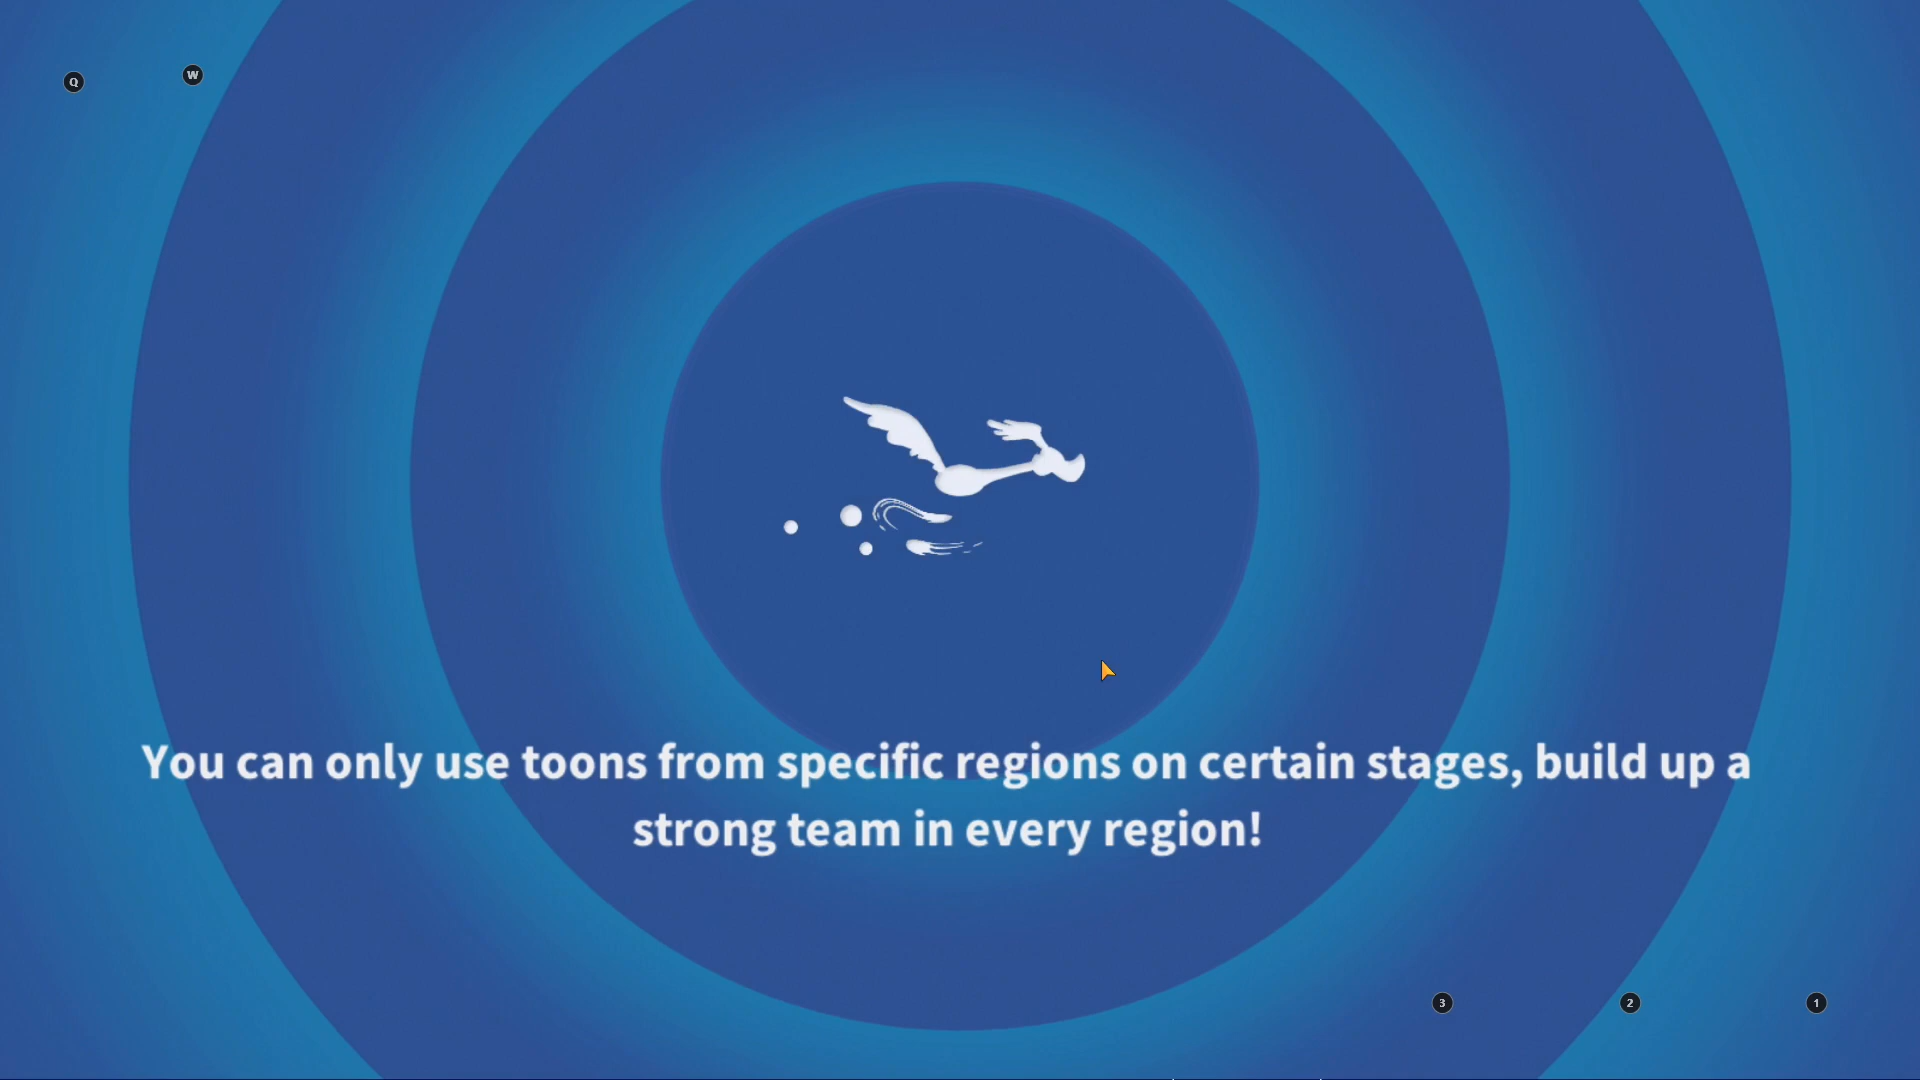 Q
W
You can only use toons from specific regions on certain stages, build up a
strong team in every region!
3
2
1